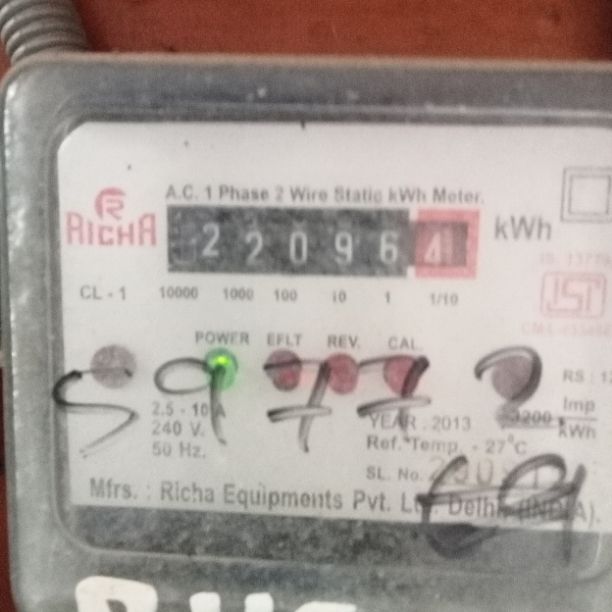 A.C. 1 Phase 2 Wire Static kWh Meter.
RICHA
220964 kWh
CL - 1 10000 1000 100 10 1 1/10
ISI
POWER EFLT REV. CAL.
5977
2.5 - 10 A
240 V.
50 Hz.
3200 Imp
kWh
YEAR : 2013
Ref. Temp. - 27°C
SL. No.
Mfrs. : Richa Equipments Pvt. Ltd. Delhi (INDIA).